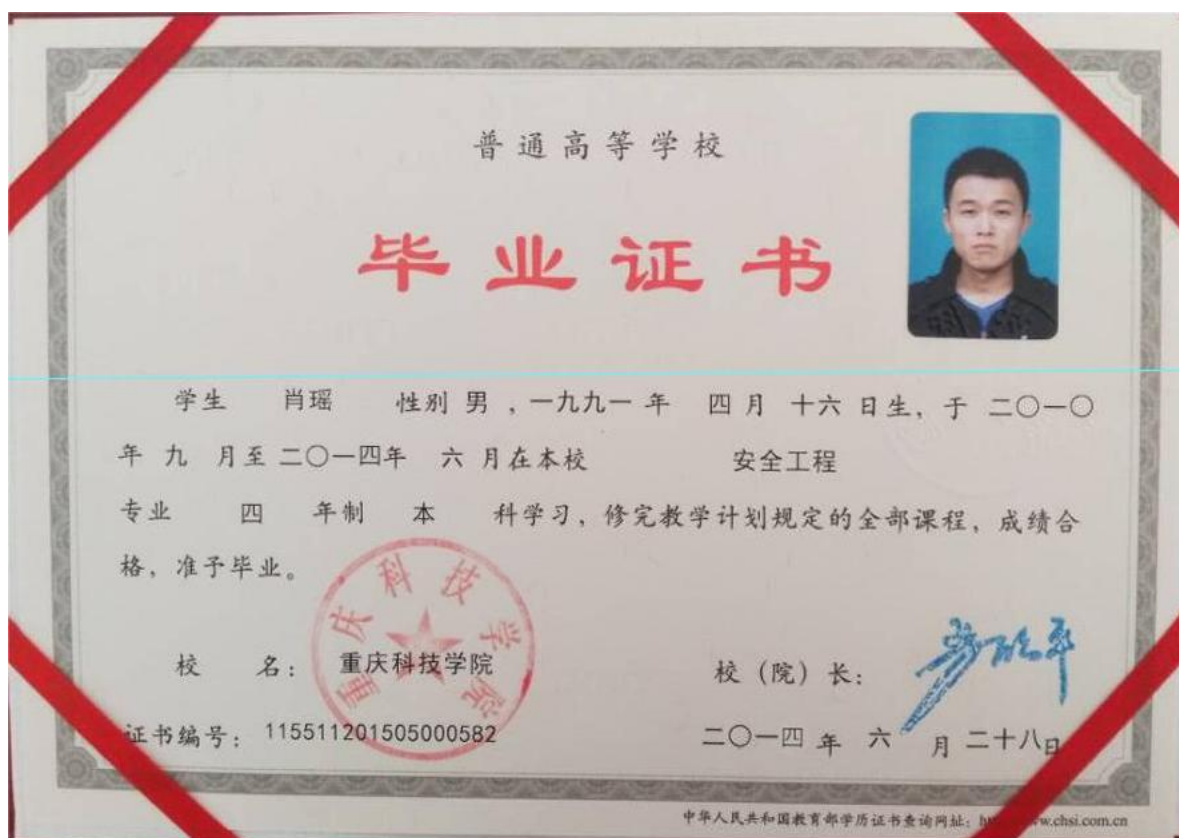 普通高等学校
毕业证书
学生 肖瑶 性别 男 ，一九九一 年 四 月 十六 日生，于 二〇一〇
年 九 月至 二〇一四年 六 月在本校 安全工程
专业 四 年制 本 科学习，修完教学计划规定的全部课程，成绩合
格，准予毕业。
重庆科技学院
校 名： 重庆科技学院
校（院）长：
证书编号： 115511201505000582
二〇一四 年 六 月 二十八日
中华人民共和国教育部学历证书查询网址：h w.chsi.com.cn